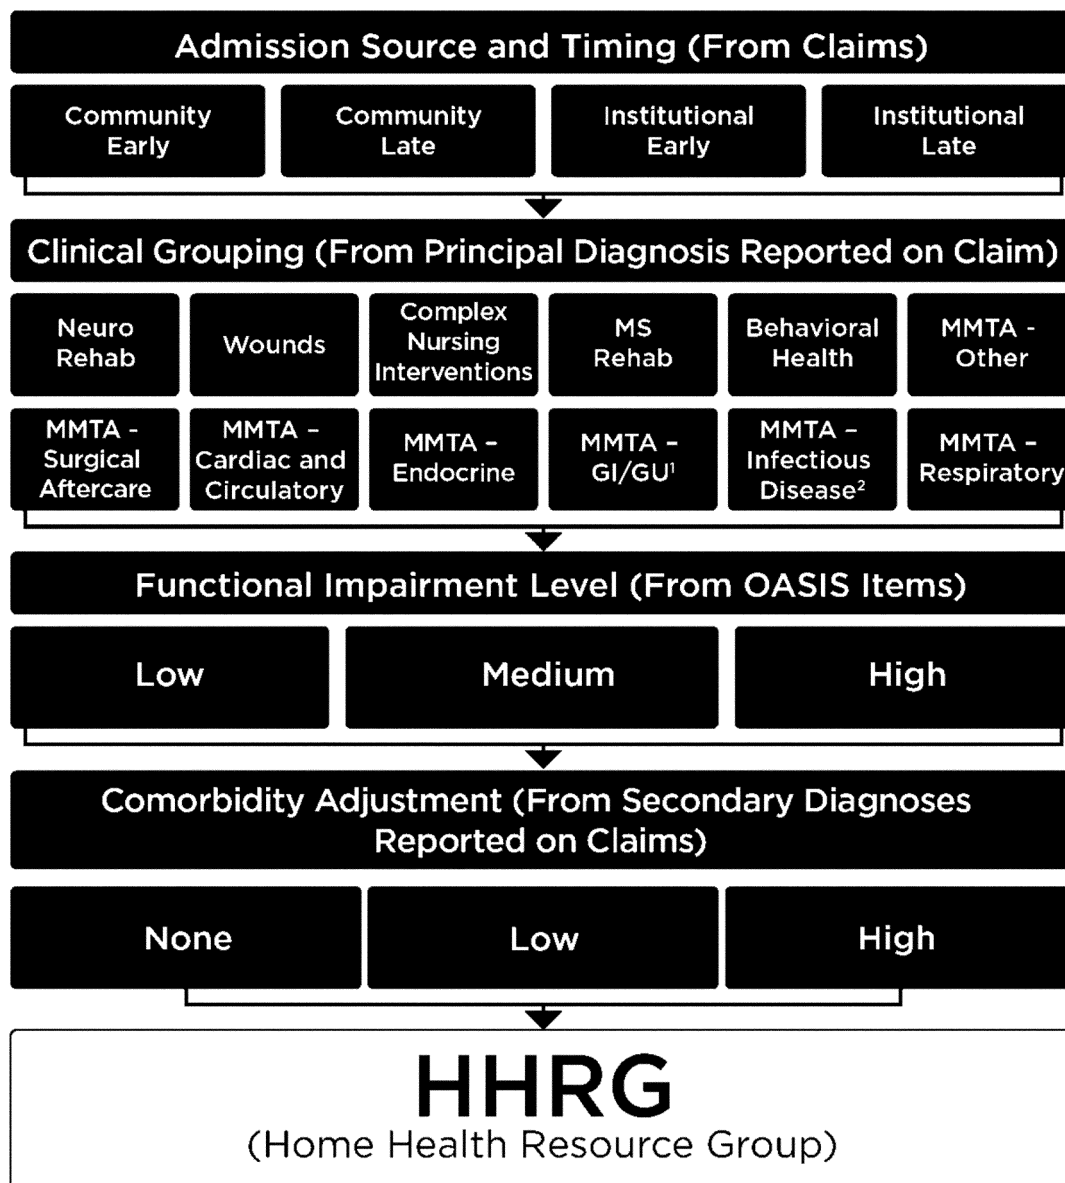 Admission Source and Timing (From Claims)
Community
Early
Community
Late
Institutional
Early
Institutional
Late
Clinical Grouping (From Principal Diagnosis Reported on Claim)
Neuro
Rehab
Wounds
Complex
Nursing
Interventions
MS
Rehab
Behavioral
Health
MMTA -
Other
MMTA -
Surgical
Aftercare
MMTA –
Cardiac and
Circulatory
MMTA –
Endocrine
MMTA –
GI/GU¹
MMTA –
Infectious
Disease²
MMTA –
Respiratory
Functional Impairment Level (From OASIS Items)
Low
Medium
High
Comorbidity Adjustment (From Secondary Diagnoses
Reported on Claims)
None
Low
High
HHRG
(Home Health Resource Group)